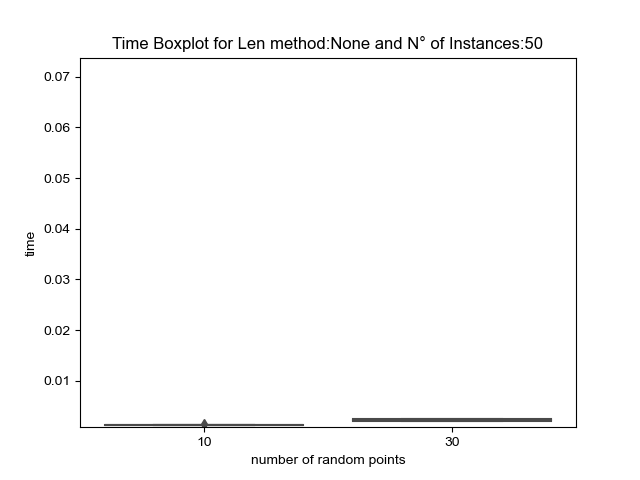 Time Boxplot for Len method:None and N° of Instances:50
0.07
0.06
0.05
0.04
0.03
0.02
0.01
time
10 30
number of random points